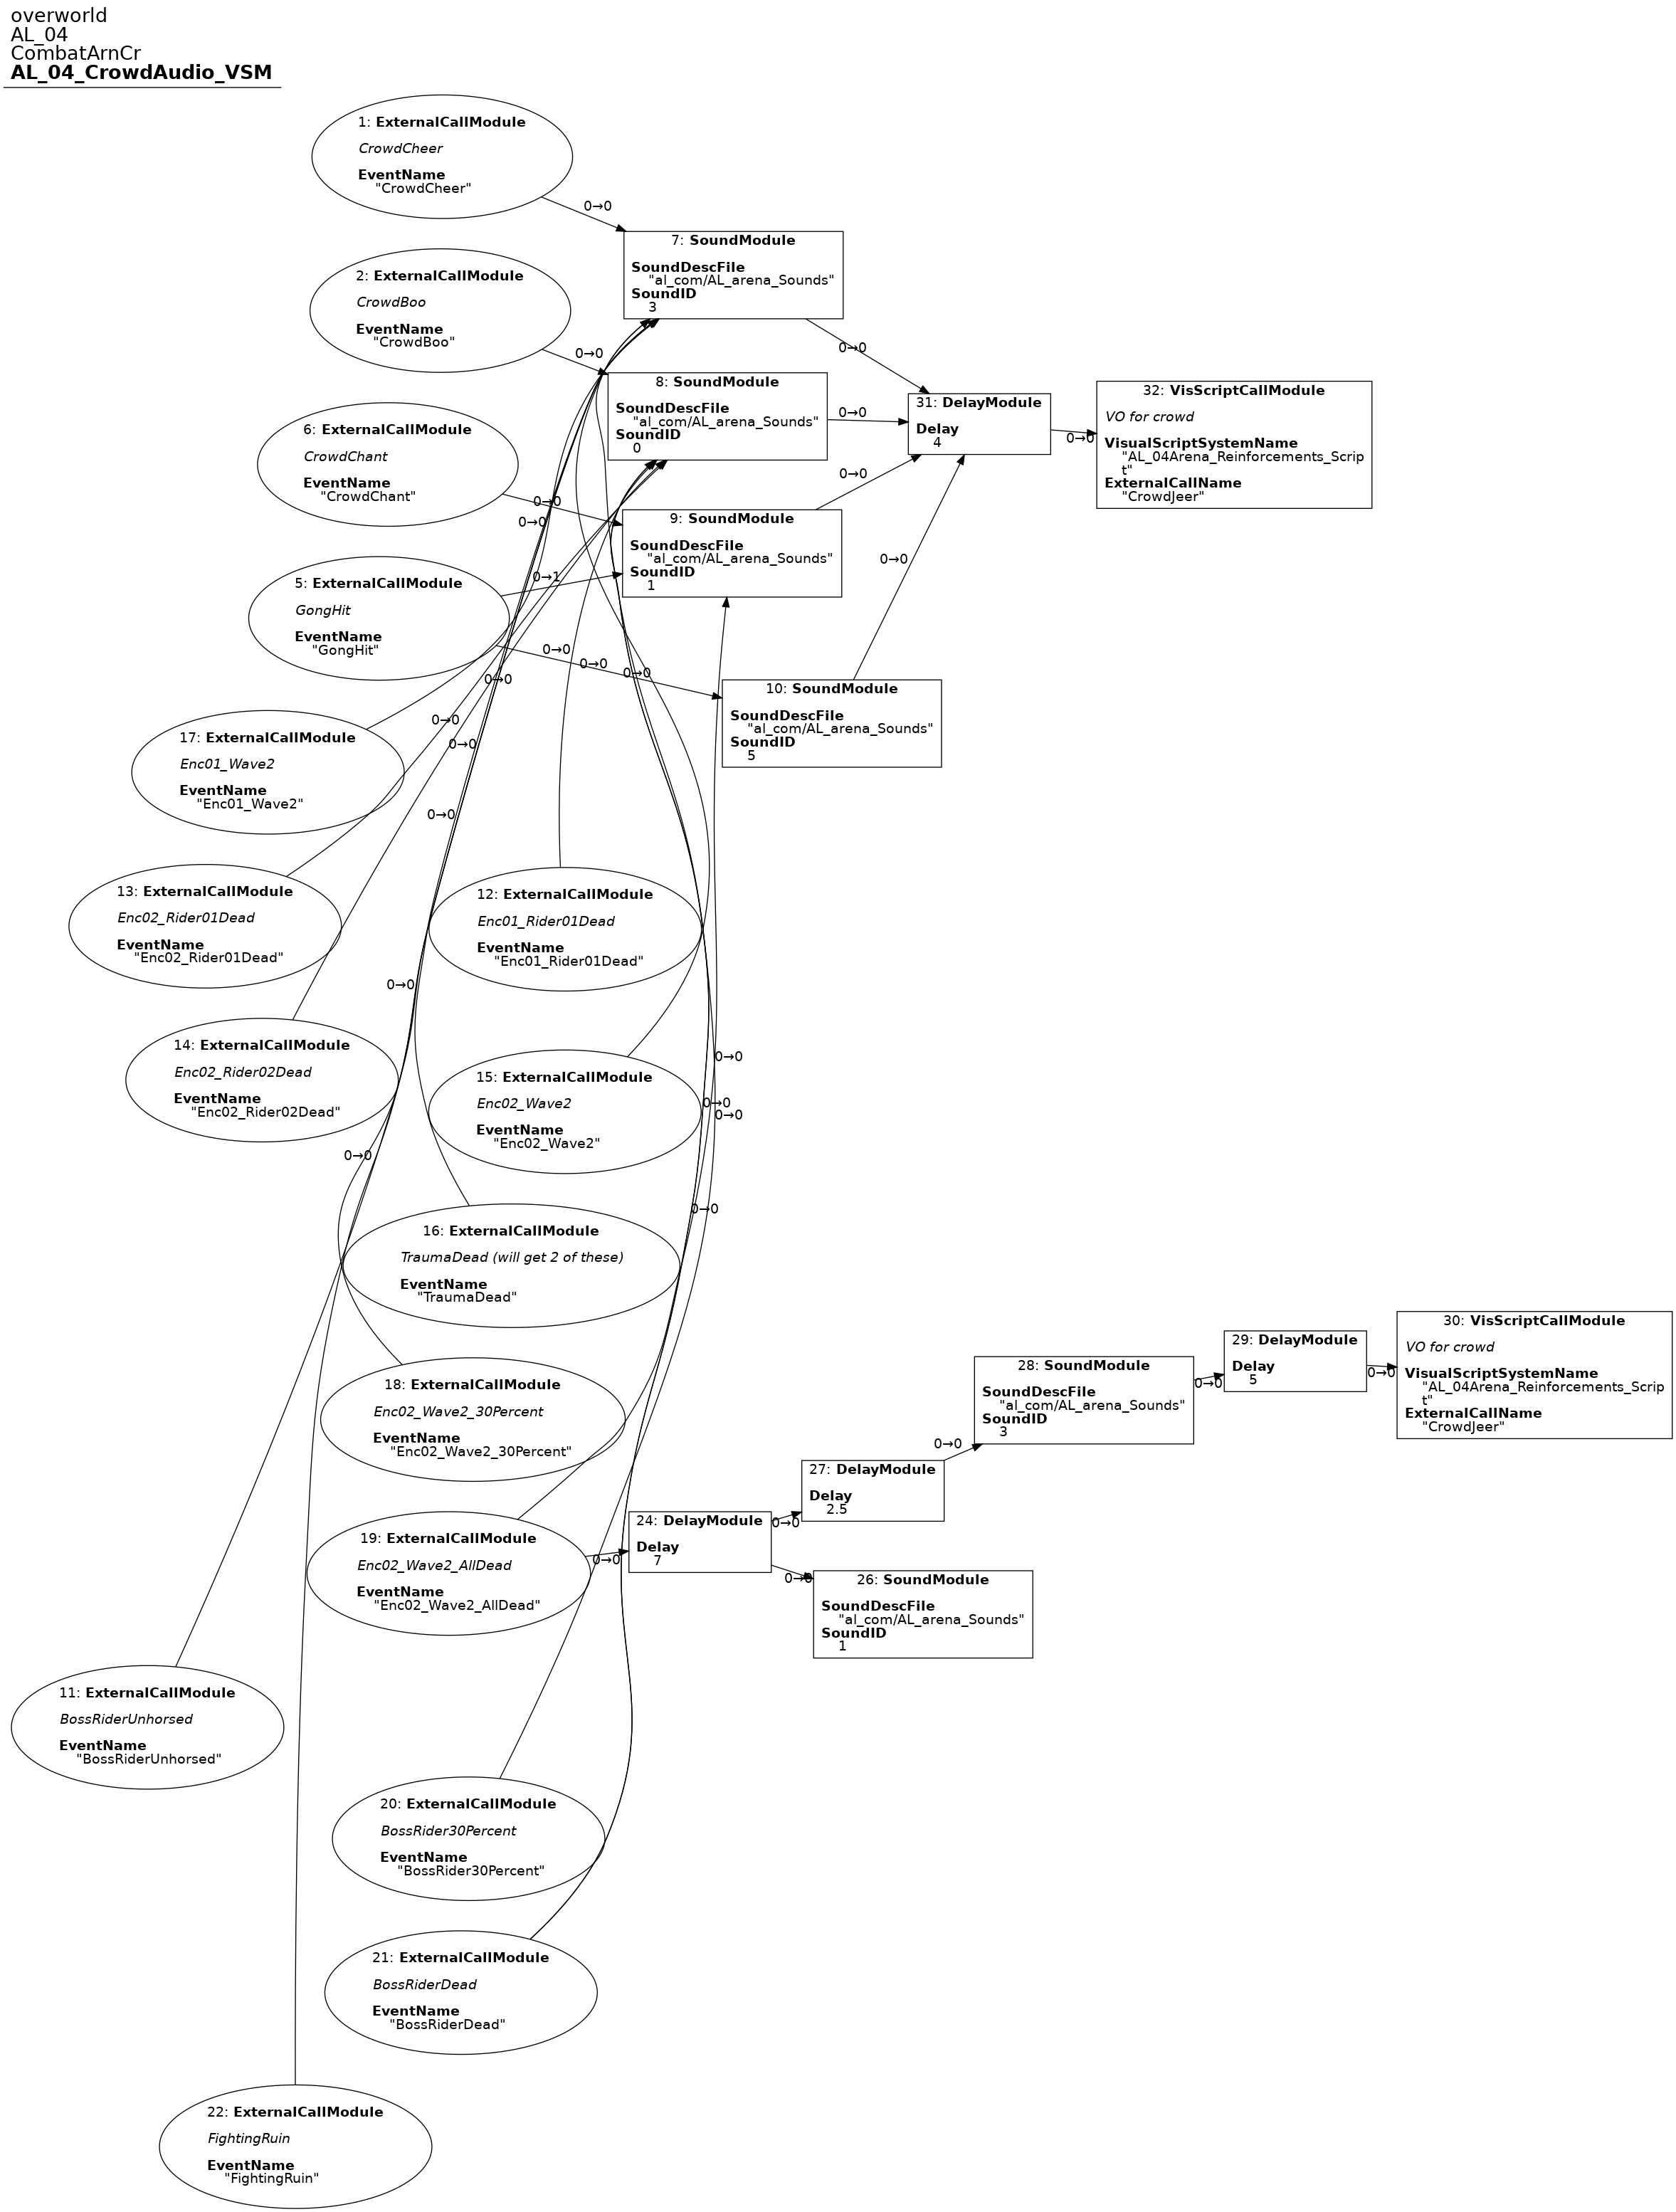 overworld
AL_04
CombatArnCr
AL_04_CrowdAudio_VSM
1: ExternalCallModule
CrowdCheer
EventName
"CrowdCheer"
0→0
7: SoundModule
SoundDescFile
"al_com/AL_arena_Sounds"
SoundID
3
2: ExternalCallModule
CrowdBoo
EventName
"CrowdBoo"
0→0
0→0
8: SoundModule
SoundDescFile
"al_com/AL_arena_Sounds"
SoundID
0
0→0
31: DelayModule
Delay
4
0→0
32: VisScriptCallModule
VO for crowd
VisualScriptSystemName
"AL_04Arena_Reinforcements_Scrip
t"
ExternalCallName
"CrowdJeer"
6: ExternalCallModule
CrowdChant
EventName
"CrowdChant"
0→0
0→0
0→0
9: SoundModule
SoundDescFile
"al_com/AL_arena_Sounds"
SoundID
1
0→0
5: ExternalCallModule
GongHit
EventName
"GongHit"
0→1
0→0
0→0
0→0
0→0
10: SoundModule
SoundDescFile
"al_com/AL_arena_Sounds"
SoundID
5
17: ExternalCallModule
Enc01_Wave2
EventName
"Enc01_Wave2"
0→0
0→0
0→0
13: ExternalCallModule
Enc02_Rider01Dead
EventName
"Enc02_Rider01Dead"
12: ExternalCallModule
Enc01_Rider01Dead
EventName
"Enc01_Rider01Dead"
0→0
14: ExternalCallModule
Enc02_Rider02Dead
EventName
"Enc02_Rider02Dead"
15: ExternalCallModule
Enc02_Wave2
EventName
"Enc02_Wave2"
0→0
0→0
0→0
0→0
0→0
16: ExternalCallModule
TraumaDead (will get 2 of these)
EventName
"TraumaDead"
18: ExternalCallModule
Enc02_Wave2_30Percent
EventName
"Enc02_Wave2_30Percent"
28: SoundModule
SoundDescFile
"al_com/AL_arena_Sounds"
SoundID
3
0→0
29: DelayModule
Delay
5
0→0
30: VisScriptCallModule
VO for crowd
VisualScriptSystemName
"AL_04Arena_Reinforcements_Scrip
t"
ExternalCallName
"CrowdJeer"
0→0
27: DelayModule
Delay
2.5
19: ExternalCallModule
Enc02_Wave2_AllDead
EventName
"Enc02_Wave2_AllDead"
0→0
24: DelayModule
Delay
7
0→0
0→0
26: SoundModule
SoundDescFile
"al_com/AL_arena_Sounds"
SoundID
1
11: ExternalCallModule
BossRiderUnhorsed
EventName
"BossRiderUnhorsed"
20: ExternalCallModule
BossRider30Percent
EventName
"BossRider30Percent"
21: ExternalCallModule
BossRiderDead
EventName
"BossRiderDead"
22: ExternalCallModule
FightingRuin
EventName
"FightingRuin"